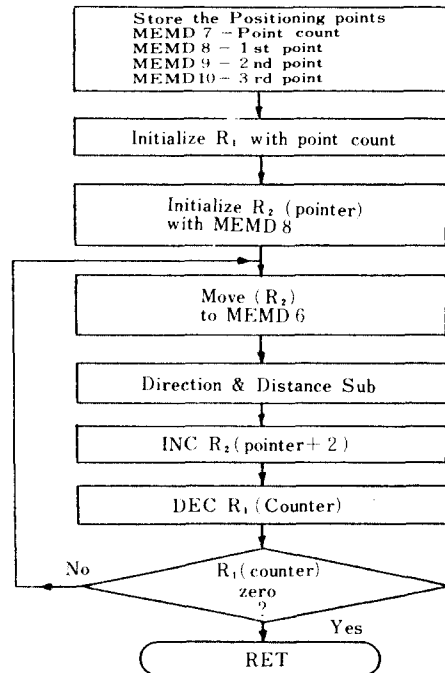 Store the Positioning points
MEMD 7 - Point count
MEMD 8 - 1 st point
MEMD 9 - 2 nd point
MEMD 10 - 3 rd point
Initialize R₁ with point count
Initialize R₂ (pointer)
with MEMD 8
Move (R₂)
to MEMD 6
Direction & Distance Sub
INC R₂ (pointer + 2)
DEC R₁ (Counter)
No
R₁ (counter)
zero
?
Yes
RET